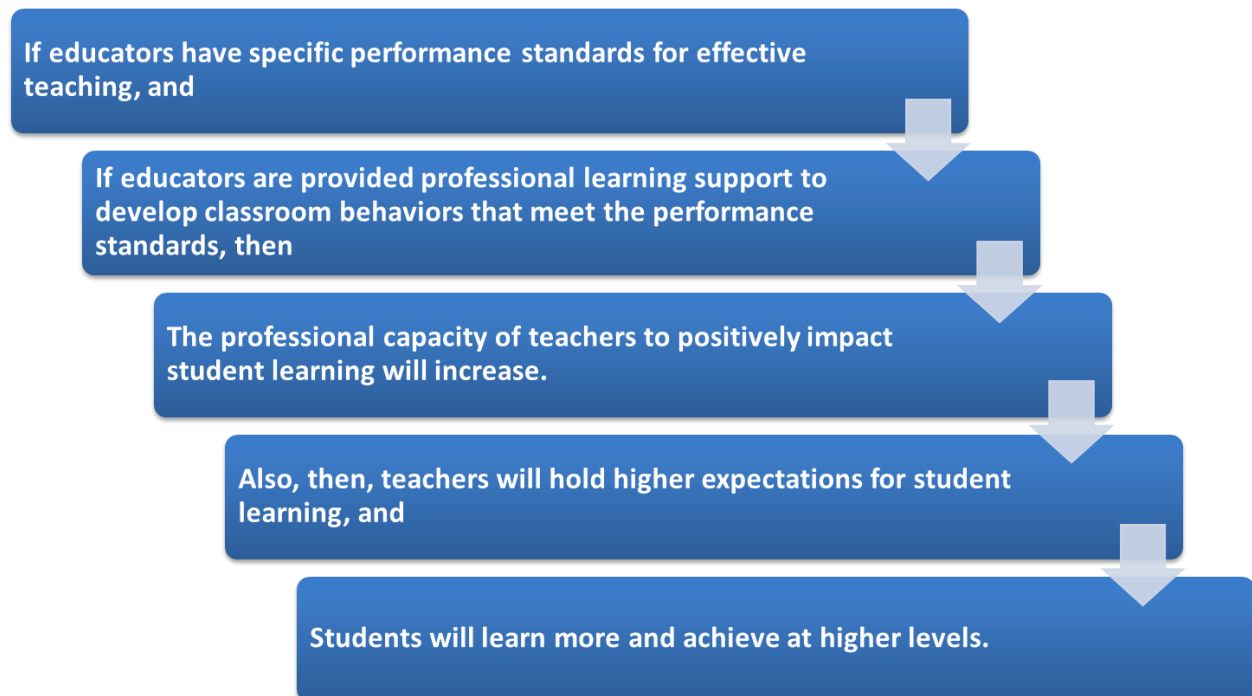 If educators have specific performance standards for effective
teaching, and
If educators are provided professional learning support to
develop classroom behaviors that meet the performance
standards, then
The professional capacity of teachers to positively impact
student learning will increase.
Also, then, teachers will hold higher expectations for student
learning, and
Students will learn more and achieve at higher levels.